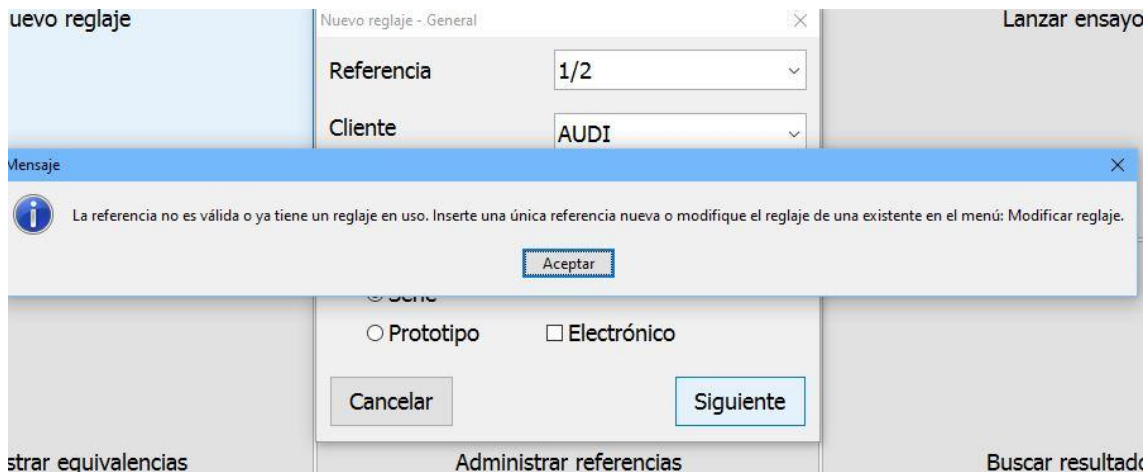 uevo reglaje
Nuevo reglaje - General
Lanzar ensayo
Referencia
1/2
Cliente
AUDI
Mensaje
La referencia no es válida o ya tiene un reglaje en uso. Inserte una única referencia nueva o modifique el reglaje de una existente en el menú: Modificar reglaje.
Aceptar
Serie
Prototipo
Electrónico
Cancelar
Siguiente
strar equivalencias
Administrar referencias
Buscar resultado